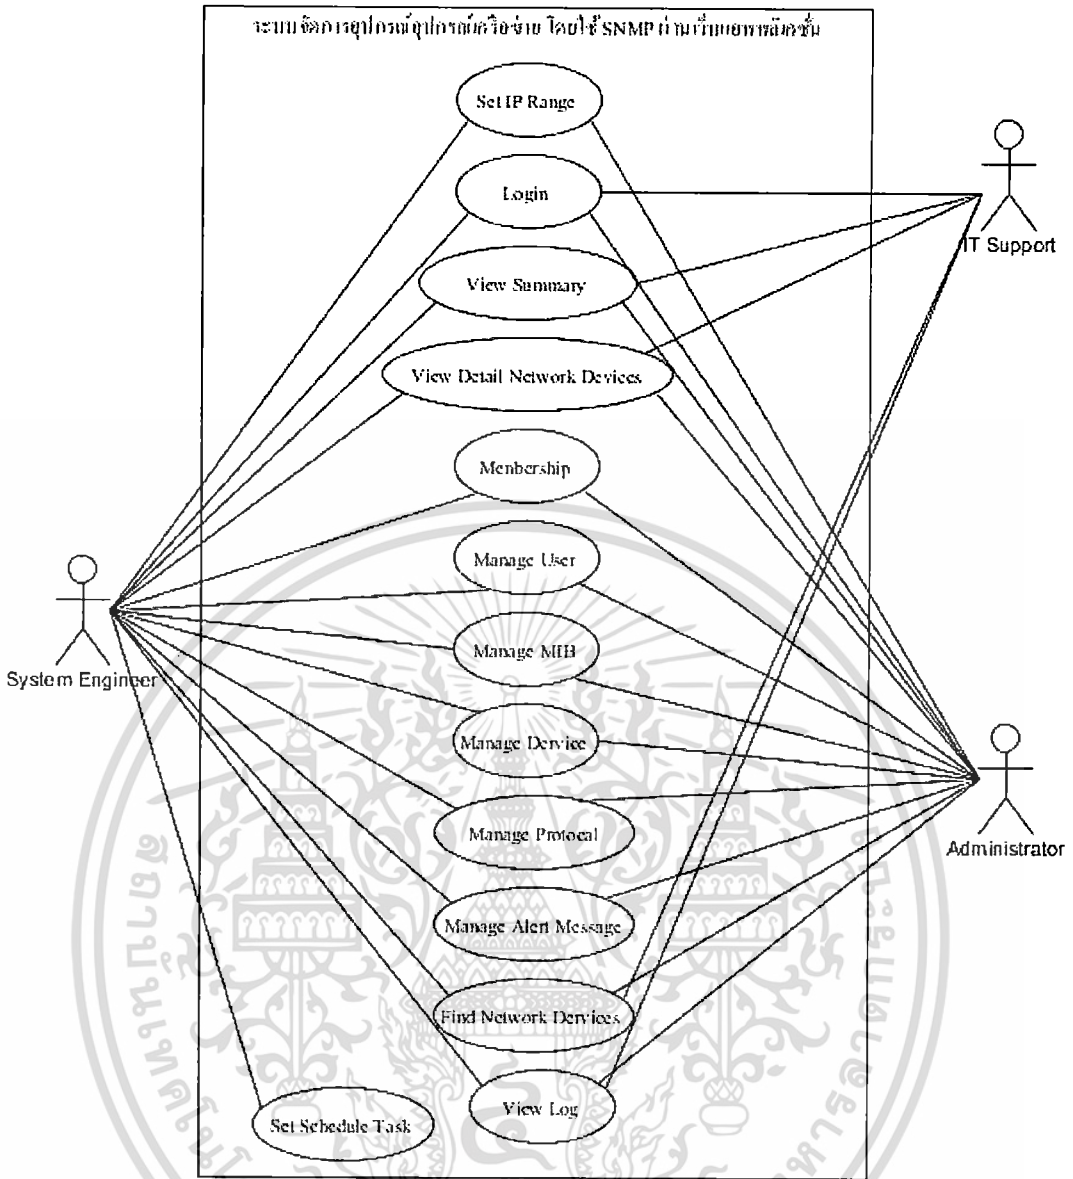 ระบบจัดการอุปกรณ์อุปกรณ์เครือข่าย โดยใช้ SNMP ผ่านเว็บแอพพลิเคชั่น
Set IP Range
Login
View Summary
IT Support
View Detail Network Devices
Menbership
Manage User
Manage MIB
System Engineer
Manage Dervice
Manage Protocal
Administrator
Manage Alert Message
Find Network Dervices
View Log
Set Schedule Task